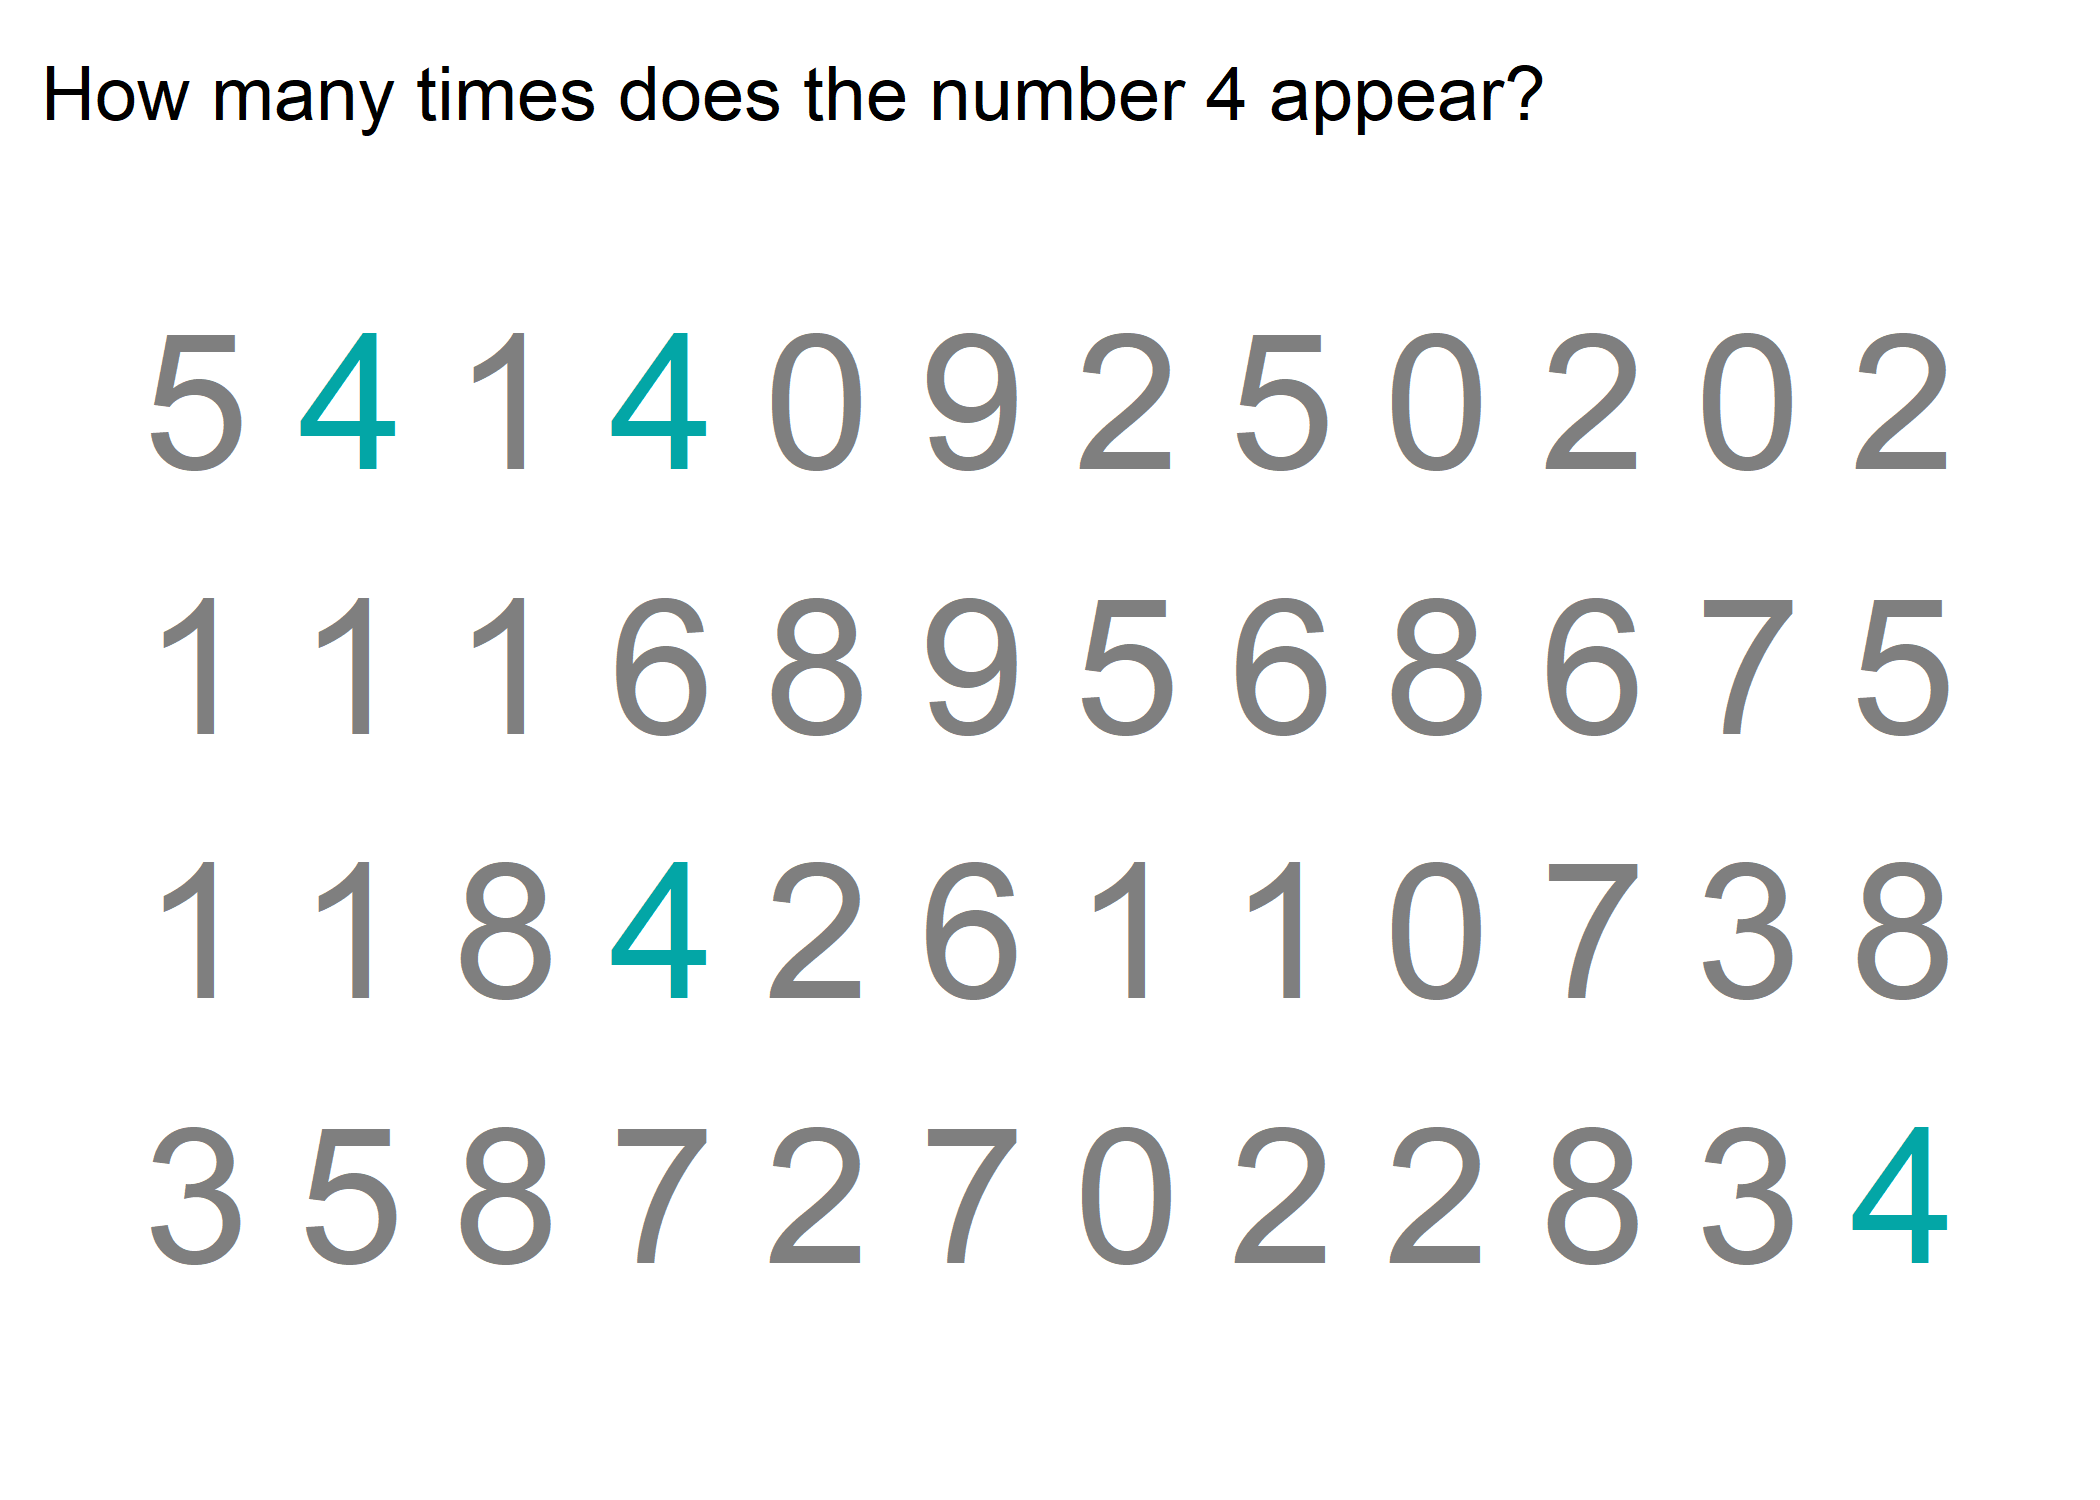 How many times does the number 4 appear?
5 4 1 4 0 9 2 5 0 2 0 2
1 1 1 6 8 9 5 6 8 6 7 5
1 1 8 4 2 6 1 1 0 7 3 8
3 5 8 7 2 7 0 2 2 8 3 4